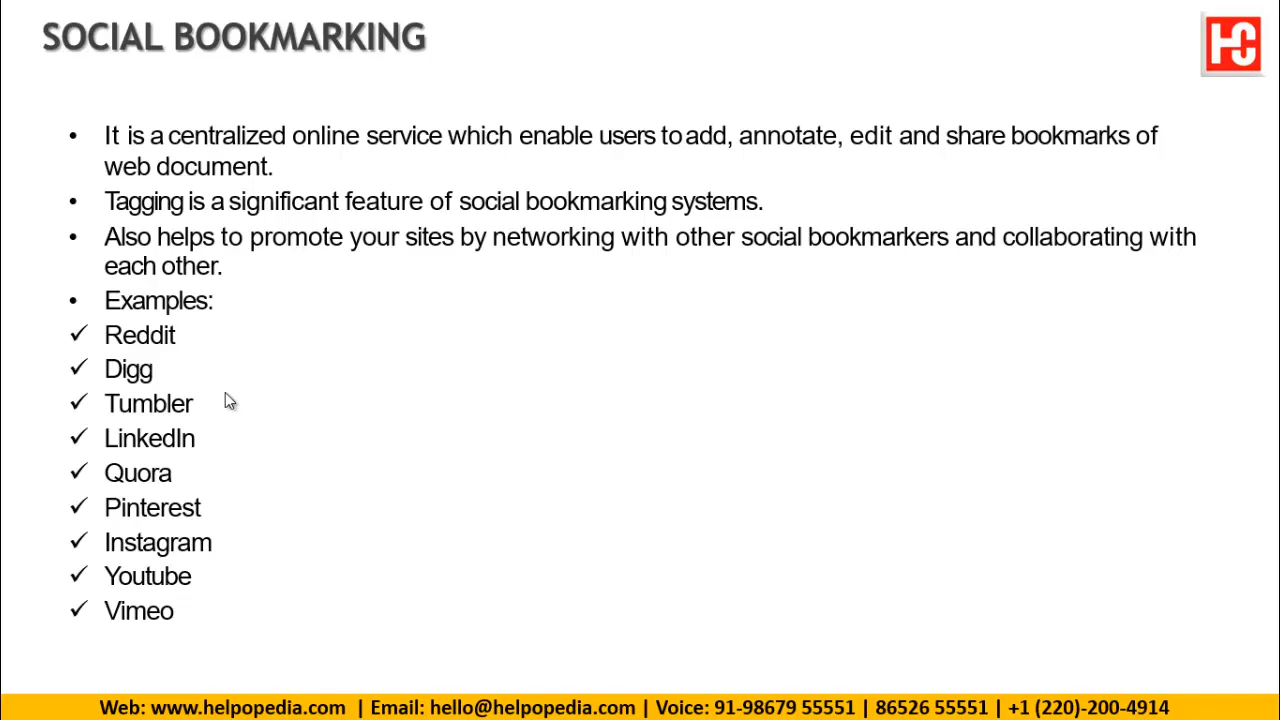 SOCIAL BOOKMARKING
HC
• It is a centralized online service which enable users to add, annotate, edit and share bookmarks of
web document.
• Tagging is a significant feature of social bookmarking systems.
• Also helps to promote your sites by networking with other social bookmarkers and collaborating with
each other.
• Examples:
✓ Reddit
✓ Digg
✓ Tumbler
✓ LinkedIn
✓ Quora
✓ Pinterest
✓ Instagram
✓ Youtube
✓ Vimeo
Web: www.helpopedia.com | Email: hello@helpopedia.com | Voice: 91-98679 55551 | 86526 55551 | +1 (220)-200-4914